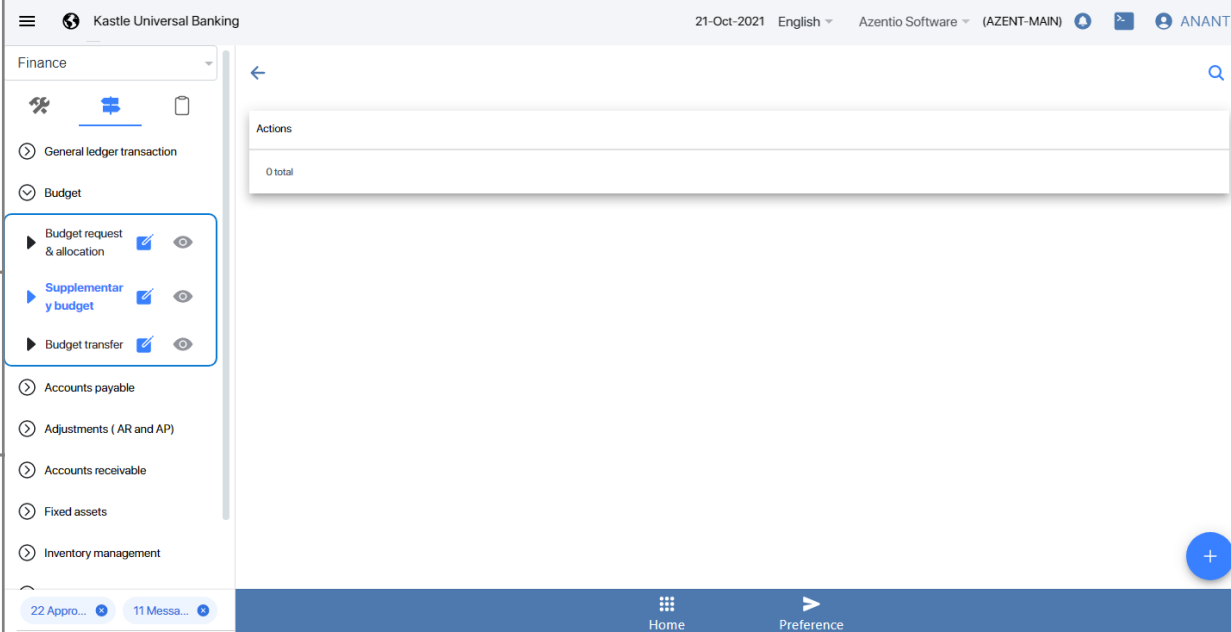 Kastle Universal Banking
21-Oct-2021 English Azentio Software (AZENT-MAIN) ANANT
Finance
General ledger transaction
Budget
Budget request
& allocation
Supplementar
y budget
Budget transfer
Accounts payable
Adjustments ( AR and AP)
Accounts receivable
Fixed assets
Inventory management
22 Appro... 11 Messa...
Actions
0 total
Home Preference